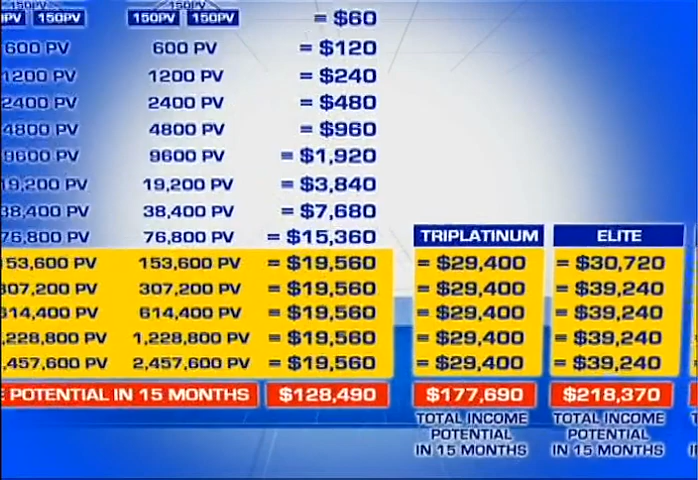 150PV 150PV
PV 150PV 150PV 150PV = $60
600 PV 600 PV = $120
1200 PV 1200 PV = $240
2400 PV 2400 PV = $480
4800 PV 4800 PV = $960
9600 PV 9600 PV = $1,920
19,200 PV 19,200 PV = $3,840
38,400 PV 38,400 PV = $7,680
76,800 PV 76,800 PV = $15,360 TRIPLATINUM ELITE
153,600 PV 153,600 PV = $19,560 = $29,400 = $30,720
307,200 PV 307,200 PV = $19,560 = $29,400 = $39,240
614,400 PV 614,400 PV = $19,560 = $29,400 = $39,240
,228,800 PV 1,228,800 PV = $19,560 = $29,400 = $39,240
,457,600 PV 2,457,600 PV = $19,560 = $29,400 = $39,240
POTENTIAL IN 15 MONTHS $128,490 $177,690 $218,370
TOTAL INCOME TOTAL INCOME
POTENTIAL POTENTIAL
IN 15 MONTHS IN 15 MONTHS